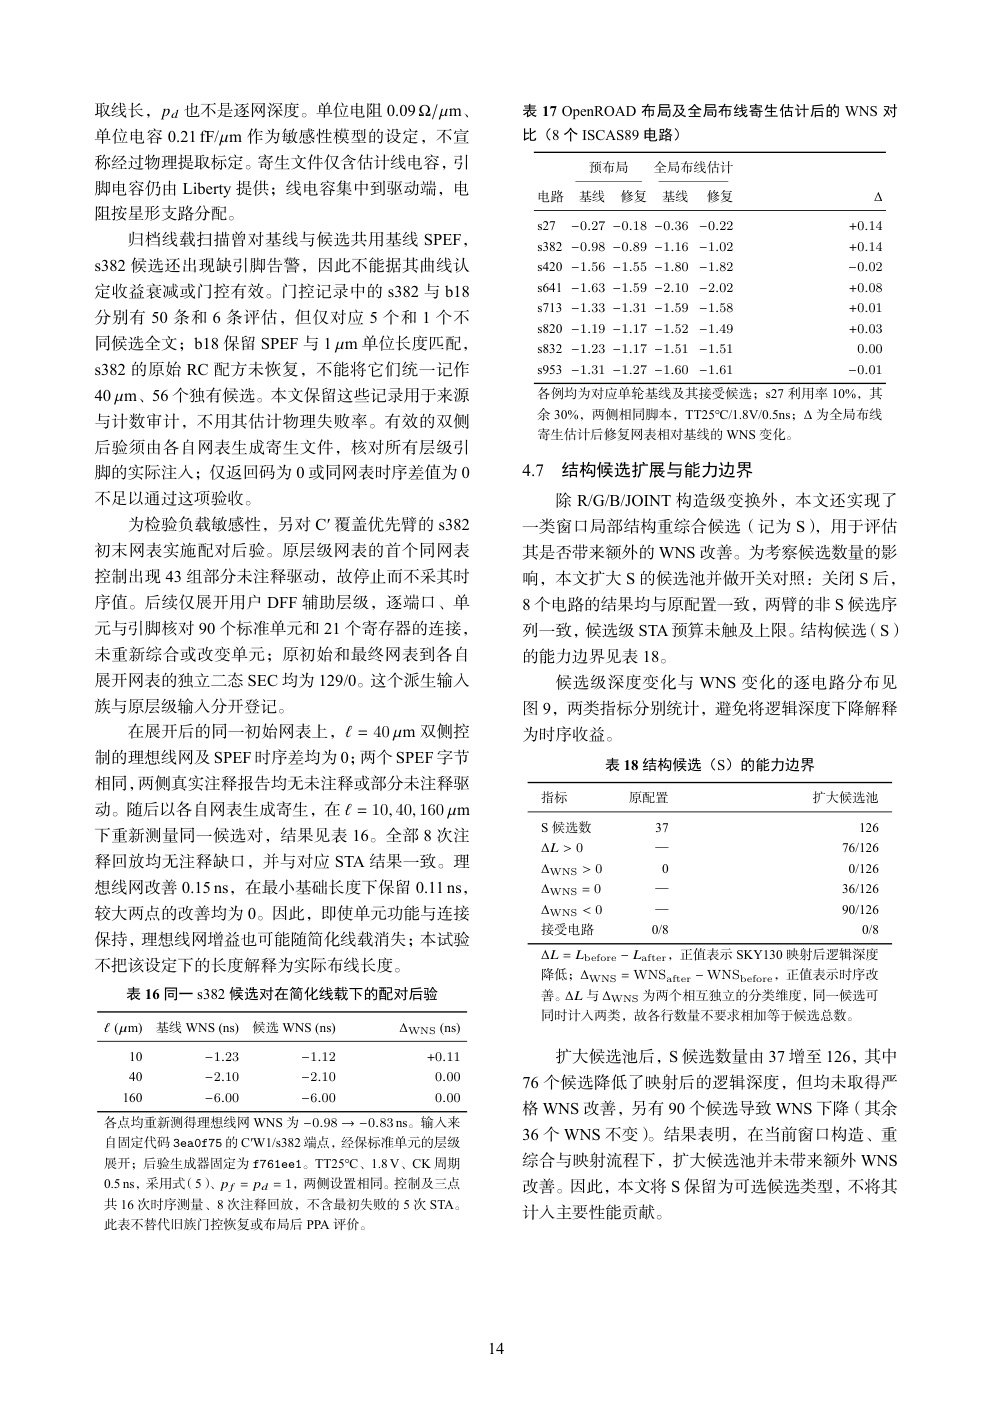 取线长，p_d 也不是逐网深度。单位电阻 0.09 Ω/μm、
单位电容 0.21 fF/μm 作为敏感性模型的设定，不宣
称经过物理提取标定。寄生文件仅含估计线电容，引
脚电容仍由 Liberty 提供；线电容集中到驱动端，电
阻按星形支路分配。
归档线载扫描曾对基线与候选共用基线 SPEF，
s382 候选还出现缺引脚告警，因此不能据其曲线认
定收益衰减或门控有效。门控记录中的 s382 与 b18
分别有 50 条和 6 条评估，但仅对应 5 个和 1 个不
同候选全文；b18 保留 SPEF 与 1 μm 单位长度匹配，
s382 的原始 RC 配方未恢复，不能将它们统一记作
40 μm、56 个独有候选。本文保留这些记录用于来源
与计数审计，不用其估计物理失败率。有效的双侧
后验须由各自网表生成寄生文件，核对所有层级引
脚的实际注入；仅返回码为 0 或同网表时序差值为 0
不足以通过这项验收。
为检验负载敏感性，另对 C′ 覆盖优先臂的 s382
初末网表实施配对后验。原层级网表的首个同网表
控制出现 43 组部分未注释驱动，故停止而不采其时
序值。后续仅展开用户 DFF 辅助层级，逐端口、单
元与引脚核对 90 个标准单元和 21 个寄存器的连接，
未重新综合或改变单元；原初始和最终网表到各自
展开网表的独立二态 SEC 均为 129/0。这个派生输入
族与原层级输入分开登记。
在展开后的同一初始网表上，ℓ = 40 μm 双侧控
制的理想线网及 SPEF 时序差均为 0；两个 SPEF 字节
相同，两侧真实注释报告均无未注释或部分未注释驱
动。随后以各自网表生成寄生，在 ℓ = 10, 40, 160 μm
下重新测量同一候选对，结果见表 16。全部 8 次注
释回放均无注释缺口，并与对应 STA 结果一致。理
想线网改善 0.15 ns，在最小基础长度下保留 0.11 ns，
较大两点的改善均为 0。因此，即使单元功能与连接
保持，理想线网增益也可能随简化线载消失；本试验
不把该设定下的长度解释为实际布线长度。
表 16 同一 s382 候选对在简化线载下的配对后验
ℓ (μm) 基线 WNS (ns) 候选 WNS (ns) Δ_WNS (ns)
10 −1.23 −1.12 +0.11
40 −2.10 −2.10 0.00
160 −6.00 −6.00 0.00
各点均重新测得理想线网 WNS 为 −0.98 → −0.83 ns。输入来
自固定代码 3ea0f75 的 C′W1/s382 端点，经保标准单元的层级
展开；后验生成器固定为 f761ee1。TT25℃、1.8 V、CK 周期
0.5 ns，采用式（5）、p_f = p_d = 1，两侧设置相同。控制及三点
共 16 次时序测量、8 次注释回放，不含最初失败的 5 次 STA。
此表不替代旧族门控恢复或布局后 PPA 评价。
表 17 OpenROAD 布局及全局布线寄生估计后的 WNS 对
比（8 个 ISCAS89 电路）
预布局 全局布线估计
电路 基线 修复 基线 修复 Δ
s27 −0.27 −0.18 −0.36 −0.22 +0.14
s382 −0.98 −0.89 −1.16 −1.02 +0.14
s420 −1.56 −1.55 −1.80 −1.82 −0.02
s641 −1.63 −1.59 −2.10 −2.02 +0.08
s713 −1.33 −1.31 −1.59 −1.58 +0.01
s820 −1.19 −1.17 −1.52 −1.49 +0.03
s832 −1.23 −1.17 −1.51 −1.51 0.00
s953 −1.31 −1.27 −1.60 −1.61 −0.01
各例均为对应单轮基线及其接受候选；s27 利用率 10%，其
余 30%，两侧相同脚本，TT25℃/1.8V/0.5ns；Δ 为全局布线
寄生估计后修复网表相对基线的 WNS 变化。
4.7 结构候选扩展与能力边界
除 R/G/B/JOINT 构造级变换外，本文还实现了
一类窗口局部结构重综合候选（记为 S），用于评估
其是否带来额外的 WNS 改善。为考察候选数量的影
响，本文扩大 S 的候选池并做开关对照：关闭 S 后，
8 个电路的结果均与原配置一致，两臂的非 S 候选序
列一致，候选级 STA 预算未触及上限。结构候选（S）
的能力边界见表 18。
候选级深度变化与 WNS 变化的逐电路分布见
图 9，两类指标分别统计，避免将逻辑深度下降解释
为时序收益。
表 18 结构候选（S）的能力边界
指标 原配置 扩大候选池
S 候选数 37 126
ΔL > 0 — 76/126
Δ_WNS > 0 0 0/126
Δ_WNS = 0 — 36/126
Δ_WNS < 0 — 90/126
接受电路 0/8 0/8
ΔL = L_before − L_after，正值表示 SKY130 映射后逻辑深度
降低；Δ_WNS = WNS_after − WNS_before，正值表示时序改
善。ΔL 与 Δ_WNS 为两个相互独立的分类维度，同一候选可
同时计入两类，故各行数量不要求相加等于候选总数。
扩大候选池后，S 候选数量由 37 增至 126，其中
76 个候选降低了映射后的逻辑深度，但均未取得严
格 WNS 改善，另有 90 个候选导致 WNS 下降（其余
36 个 WNS 不变）。结果表明，在当前窗口构造、重
综合与映射流程下，扩大候选池并未带来额外 WNS
改善。因此，本文将 S 保留为可选候选类型，不将其
计入主要性能贡献。
14